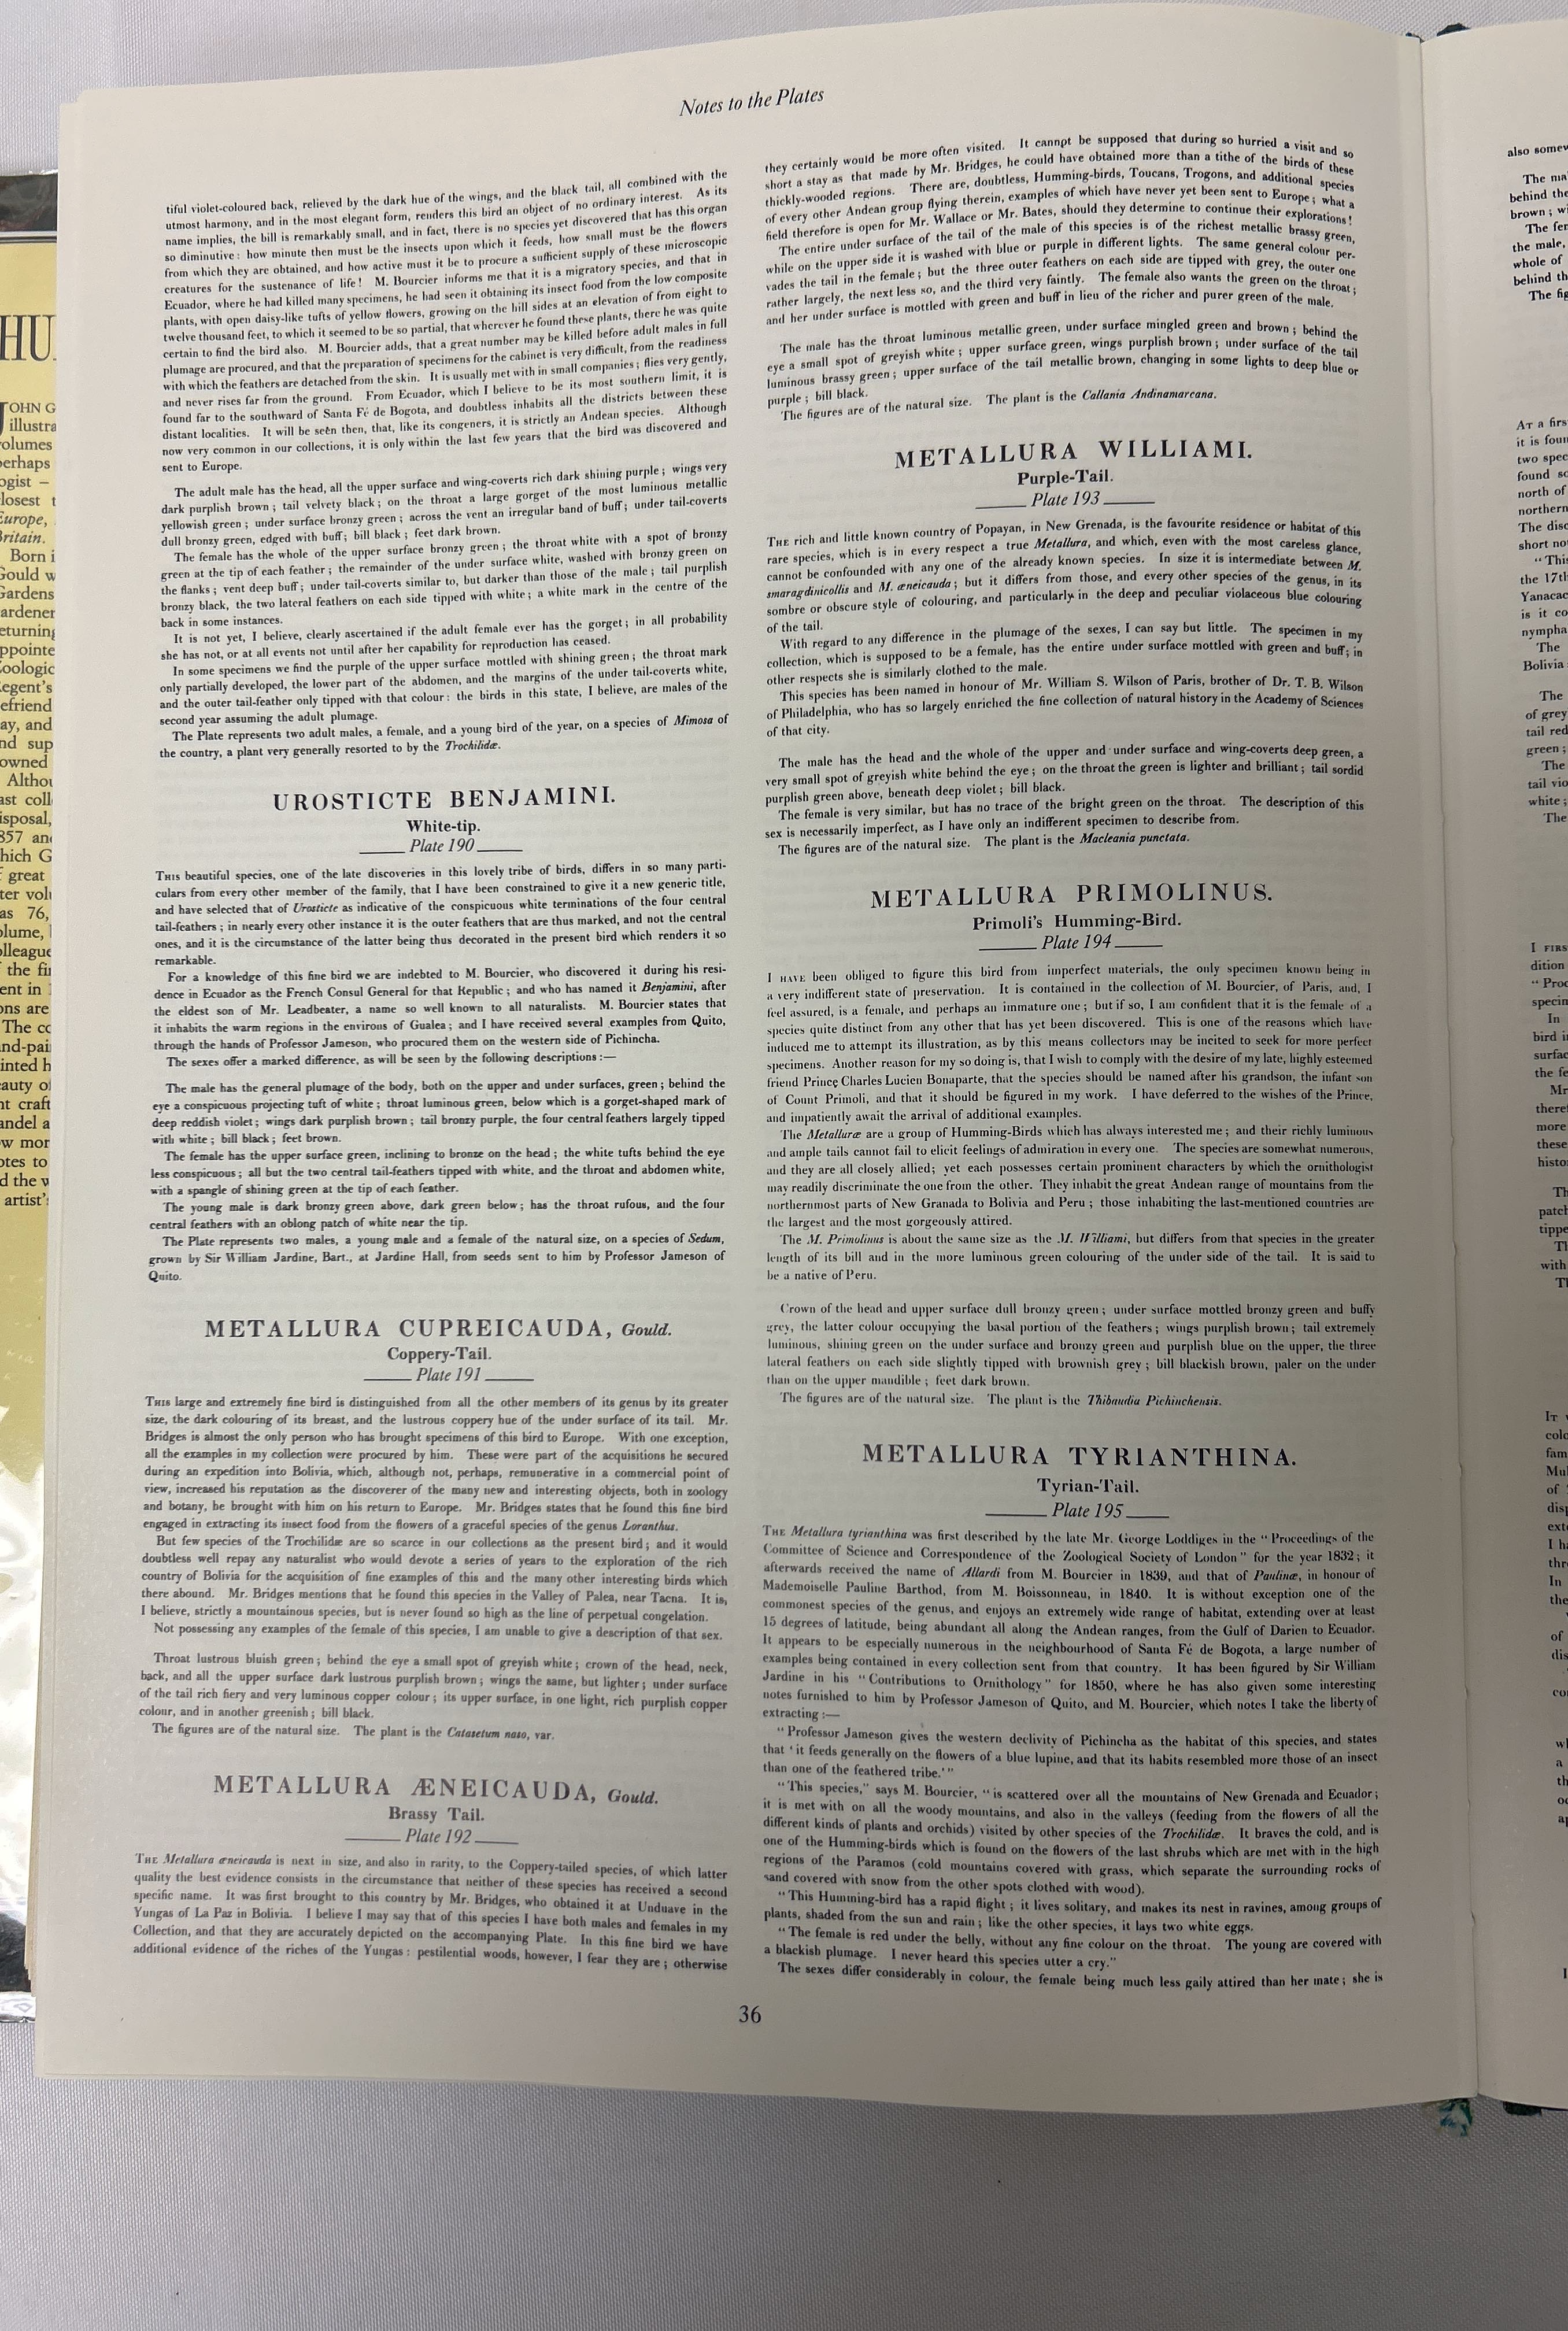 Notes to the Plates
tiful violet-coloured back, relieved by the dark hue of the wings, and the black tail, all combined with the
utmost harmony, and in the most elegant form, renders this bird an object of no ordinary interest. As its
name implies, the bill is remarkably small, and in fact, there is no species yet discovered that has this organ
so diminutive : how minute then must be the insects upon which it feeds, how small must be the flowers
from which they are obtained, and how active must it be to procure a sufficient supply of these microscopic
creatures for the sustenance of life! M. Bourcier informs me that it is a migratory species, and that in
Ecuador, where he had killed many specimens, he had seen it obtaining its insect food from the low composite
plants, with open daisy-like tufts of yellow flowers, growing on the hill sides at an elevation of from eight to
twelve thousand feet, to which it seemed to be so partial, that wherever he found these plants, there he was quite
certain to find the bird also. M. Bourcier adds, that a great number may be killed before adult males in full
plumage are procured, and that the preparation of specimens for the cabinet is very difficult, from the readiness
with which the feathers are detached from the skin. It is usually met with in small companies ; flies very gently,
and never rises far from the ground. From Ecuador, which I believe to be its most southern limit, it is
found far to the southward of Santa Fé de Bogota, and doubtless inhabits all the districts between these
distant localities. It will be seen then, that, like its congeners, it is strictly an Andean species. Although
now very common in our collections, it is only within the last few years that the bird was discovered and
sent to Europe.
The adult male has the head, all the upper surface and wing-coverts rich dark shining purple ; wings very
dark purplish brown ; tail velvety black ; on the throat a large gorget of the most luminous metallic
yellowish green ; under surface bronzy green ; across the vent an irregular band of buff ; under tail-coverts
dull bronzy green, edged with buff ; bill black ; feet dark brown.
The female has the whole of the upper surface bronzy green ; the throat white with a spot of bronzy
green at the tip of each feather ; the remainder of the under surface white, washed with bronzy green on
the flanks ; vent deep buff ; under tail-coverts similar to, but darker than those of the male ; tail purplish
bronzy black, the two lateral feathers on each side tipped with white ; a white mark in the centre of the
back in some instances.
It is not yet, I believe, clearly ascertained if the adult female ever has the gorget ; in all probability
she has not, or at all events not until after her capability for reproduction has ceased.
In some specimens we find the purple of the upper surface mottled with shining green ; the throat mark
only partially developed, the lower part of the abdomen, and the margins of the under tail-coverts white,
and the outer tail-feather only tipped with that colour : the birds in this state, I believe, are males of the
second year assuming the adult plumage.
The Plate represents two adult males, a female, and a young bird of the year, on a species of Mimosa of
the country, a plant very generally resorted to by the Trochilidæ.
UROSTICTE BENJAMINI.
White-tip.
Plate 190
THIS beautiful species, one of the late discoveries in this lovely tribe of birds, differs in so many parti-
culars from every other member of the family, that I have been constrained to give it a new generic title,
and have selected that of Urosticte as indicative of the conspicuous white terminations of the four central
tail-feathers ; in nearly every other instance it is the outer feathers that are thus marked, and not the central
ones, and it is the circumstance of the latter being thus decorated in the present bird which renders it so
remarkable.
For a knowledge of this fine bird we are indebted to M. Bourcier, who discovered it during his resi-
dence in Ecuador as the French Consul General for that Republic ; and who has named it Benjamini, after
the eldest son of Mr. Leadbeater, a name so well known to all naturalists. M. Bourcier states that
it inhabits the warm regions in the environs of Gualea ; and I have received several examples from Quito,
through the hands of Professor Jameson, who procured them on the western side of Pichincha.
The sexes offer a marked difference, as will be seen by the following descriptions :—
The male has the general plumage of the body, both on the upper and under surfaces, green ; behind the
eye a conspicuous projecting tuft of white ; throat luminous green, below which is a gorget-shaped mark of
deep reddish violet ; wings dark purplish brown ; tail bronzy purple, the four central feathers largely tipped
with white ; bill black ; feet brown.
The female has the upper surface green, inclining to bronze on the head ; the white tufts behind the eye
less conspicuous ; all but the two central tail-feathers tipped with white, and the throat and abdomen white,
with a spangle of shining green at the tip of each feather.
The young male is dark bronzy green above, dark green below ; has the throat rufous, and the four
central feathers with an oblong patch of white near the tip.
The Plate represents two males, a young male and a female of the natural size, on a species of Sedum,
grown by Sir William Jardine, Bart., at Jardine Hall, from seeds sent to him by Professor Jameson of
Quito.
METALLURA CUPREICAUDA, Gould.
Coppery-Tail.
Plate 191
THIS large and extremely fine bird is distinguished from all the other members of its genus by its greater
size, the dark colouring of its breast, and the lustrous coppery hue of the under surface of its tail. Mr.
Bridges is almost the only person who has brought specimens of this bird to Europe. With one exception,
all the examples in my collection were procured by him. These were part of the acquisitions he secured
during an expedition into Bolivia, which, although not, perhaps, remunerative in a commercial point of
view, increased his reputation as the discoverer of the many new and interesting objects, both in zoology
and botany, he brought with him on his return to Europe. Mr. Bridges states that he found this fine bird
engaged in extracting its insect food from the flowers of a graceful species of the genus Loranthus.
But few species of the Trochilidæ are so scarce in our collections as the present bird ; and it would
doubtless well repay any naturalist who would devote a series of years to the exploration of the rich
country of Bolivia for the acquisition of fine examples of this and the many other interesting birds which
there abound. Mr. Bridges mentions that he found this species in the Valley of Palea, near Tacna. It is,
I believe, strictly a mountainous species, but is never found so high as the line of perpetual congelation.
Not possessing any examples of the female of this species, I am unable to give a description of that sex.
Throat lustrous bluish green ; behind the eye a small spot of greyish white ; crown of the head, neck,
back, and all the upper surface dark lustrous purplish brown ; wings the same, but lighter ; under surface
of the tail rich fiery and very luminous copper colour ; its upper surface, in one light, rich purplish copper
colour, and in another greenish ; bill black.
The figures are of the natural size. The plant is the Catasetum naso, var.
METALLURA ÆNEICAUDA, Gould.
Brassy Tail.
Plate 192
THE Metallura æneicauda is next in size, and also in rarity, to the Coppery-tailed species, of which latter
quality the best evidence consists in the circumstance that neither of these species has received a second
specific name. It was first brought to this country by Mr. Bridges, who obtained it at Unduave in the
Yungas of La Paz in Bolivia. I believe I may say that of this species I have both males and females in my
Collection, and that they are accurately depicted on the accompanying Plate. In this fine bird we have
additional evidence of the riches of the Yungas : pestilential woods, however, I fear they are ; otherwise
they certainly would be more often visited. It cannot be supposed that during so hurried a visit and so
short a stay as that made by Mr. Bridges, he could have obtained more than a tithe of the birds of these
thickly-wooded regions. There are, doubtless, Humming-birds, Toucans, Trogons, and additional species
of every other Andean group flying therein, examples of which have never yet been sent to Europe ; what a
field therefore is open for Mr. Wallace or Mr. Bates, should they determine to continue their explorations!
The entire under surface of the tail of the male of this species is of the richest metallic brassy green,
while on the upper side it is washed with blue or purple in different lights. The same general colour per-
vades the tail in the female ; but the three outer feathers on each side are tipped with grey, the outer one
rather largely, the next less so, and the third very faintly. The female also wants the green on the throat ;
and her under surface is mottled with green and buff in lieu of the richer and purer green of the male.
The male has the throat luminous metallic green, under surface mingled green and brown ; behind the
eye a small spot of greyish white ; upper surface green, wings purplish brown ; under surface of the tail
luminous brassy green ; upper surface of the tail metallic brown, changing in some lights to deep blue or
purple ; bill black.
The figures are of the natural size. The plant is the Callania Andinamarcana.
METALLURA WILLIAMI.
Purple-Tail.
Plate 193
THE rich and little known country of Popayan, in New Grenada, is the favourite residence or habitat of this
rare species, which is in every respect a true Metallura, and which, even with the most careless glance,
cannot be confounded with any one of the already known species. In size it is intermediate between M.
smaragdinicollis and M. æneicauda ; but it differs from those, and every other species of the genus, in its
sombre or obscure style of colouring, and particularly in the deep and peculiar violaceous blue colouring
of the tail.
With regard to any difference in the plumage of the sexes, I can say but little. The specimen in my
collection, which is supposed to be a female, has the entire under surface mottled with green and buff ; in
other respects she is similarly clothed to the male.
This species has been named in honour of Mr. William S. Wilson of Paris, brother of Dr. T. B. Wilson
of Philadelphia, who has so largely enriched the fine collection of natural history in the Academy of Sciences
of that city.
The male has the head and the whole of the upper and under surface and wing-coverts deep green, a
very small spot of greyish white behind the eye ; on the throat the green is lighter and brilliant ; tail sordid
purplish green above, beneath deep violet ; bill black.
The female is very similar, but has no trace of the bright green on the throat. The description of this
sex is necessarily imperfect, as I have only an indifferent specimen to describe from.
The figures are of the natural size. The plant is the Macleania punctata.
METALLURA PRIMOLINUS.
Primoli's Humming-Bird.
Plate 194
I HAVE been obliged to figure this bird from imperfect materials, the only specimen known being in
a very indifferent state of preservation. It is contained in the collection of M. Bourcier, of Paris, and, I
feel assured, is a female, and perhaps an immature one ; but if so, I am confident that it is the female of a
species quite distinct from any other that has yet been discovered. This is one of the reasons which have
induced me to attempt its illustration, as by this means collectors may be incited to seek for more perfect
specimens. Another reason for my so doing is, that I wish to comply with the desire of my late, highly esteemed
friend Prince Charles Lucien Bonaparte, that the species should be named after his grandson, the infant son
of Count Primoli, and that it should be figured in my work. I have deferred to the wishes of the Prince,
and impatiently await the arrival of additional examples.
The Metalluræ are a group of Humming-Birds which has always interested me ; and their richly luminous
and ample tails cannot fail to elicit feelings of admiration in every one. The species are somewhat numerous,
and they are all closely allied ; yet each possesses certain prominent characters by which the ornithologist
may readily discriminate the one from the other. They inhabit the great Andean range of mountains from the
northernmost parts of New Granada to Bolivia and Peru ; those inhabiting the last-mentioned countries are
the largest and the most gorgeously attired.
The M. Primolinus is about the same size as the M. Williami, but differs from that species in the greater
length of its bill and in the more luminous green colouring of the under side of the tail. It is said to
be a native of Peru.
Crown of the head and upper surface dull bronzy green ; under surface mottled bronzy green and buffy
grey, the latter colour occupying the basal portion of the feathers ; wings purplish brown ; tail extremely
luminous, shining green on the under surface and bronzy green and purplish blue on the upper, the three
lateral feathers on each side slightly tipped with brownish grey ; bill blackish brown, paler on the under
than on the upper mandible ; feet dark brown.
The figures are of the natural size. The plant is the Thibaudia Pichinchensis.
METALLURA TYRIANTHINA.
Tyrian-Tail.
Plate 195
THE Metallura tyrianthina was first described by the late Mr. George Loddiges in the "Proceedings of the
Committee of Science and Correspondence of the Zoological Society of London" for the year 1832 ; it
afterwards received the name of Allardi from M. Bourcier in 1839, and that of Paulinæ, in honour of
Mademoiselle Pauline Barthod, from M. Boissonneau, in 1840. It is without exception one of the
commonest species of the genus, and enjoys an extremely wide range of habitat, extending over at least
15 degrees of latitude, being abundant all along the Andean ranges, from the Gulf of Darien to Ecuador.
It appears to be especially numerous in the neighbourhood of Santa Fé de Bogota, a large number of
examples being contained in every collection sent from that country. It has been figured by Sir William
Jardine in his "Contributions to Ornithology" for 1850, where he has also given some interesting
notes furnished to him by Professor Jameson of Quito, and M. Bourcier, which notes I take the liberty of
extracting :—
"Professor Jameson gives the western declivity of Pichincha as the habitat of this species, and states
that 'it feeds generally on the flowers of a blue lupine, and that its habits resembled more those of an insect
than one of the feathered tribe.'"
"This species," says M. Bourcier, "is scattered over all the mountains of New Grenada and Ecuador ;
it is met with on all the woody mountains, and also in the valleys (feeding from the flowers of all the
different kinds of plants and orchids) visited by other species of the Trochilidæ. It braves the cold, and is
one of the Humming-birds which is found on the flowers of the last shrubs which are met with in the high
regions of the Paramos (cold mountains covered with grass, which separate the surrounding rocks of
sand covered with snow from the other spots clothed with wood).
"This Humming-bird has a rapid flight ; it lives solitary, and makes its nest in ravines, among groups of
plants, shaded from the sun and rain ; like the other species, it lays two white eggs.
"The female is red under the belly, without any fine colour on the throat. The young are covered with
a blackish plumage. I never heard this species utter a cry."
The sexes differ considerably in colour, the female being much less gaily attired than her mate ; she is
36